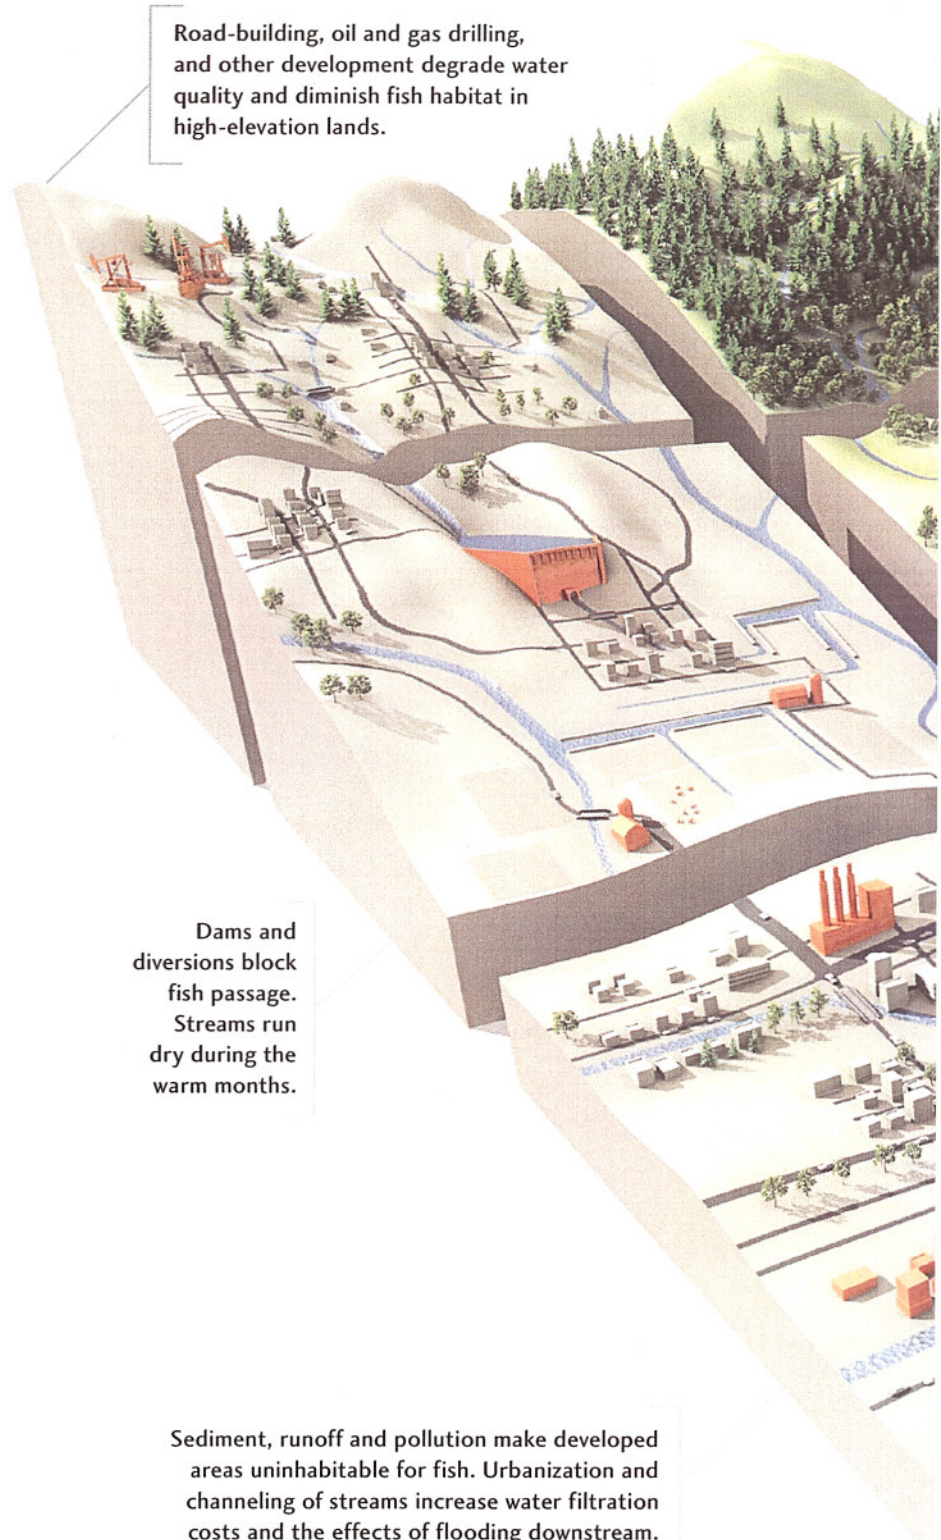 Road-building, oil and gas drilling,
and other development degrade water
quality and diminish fish habitat in
high-elevation lands.
Dams and
diversions block
fish passage.
Streams run
dry during the
warm months.
Sediment, runoff and pollution make developed
areas uninhabitable for fish. Urbanization and
channeling of streams increase water filtration
costs and the effects of flooding downstream.